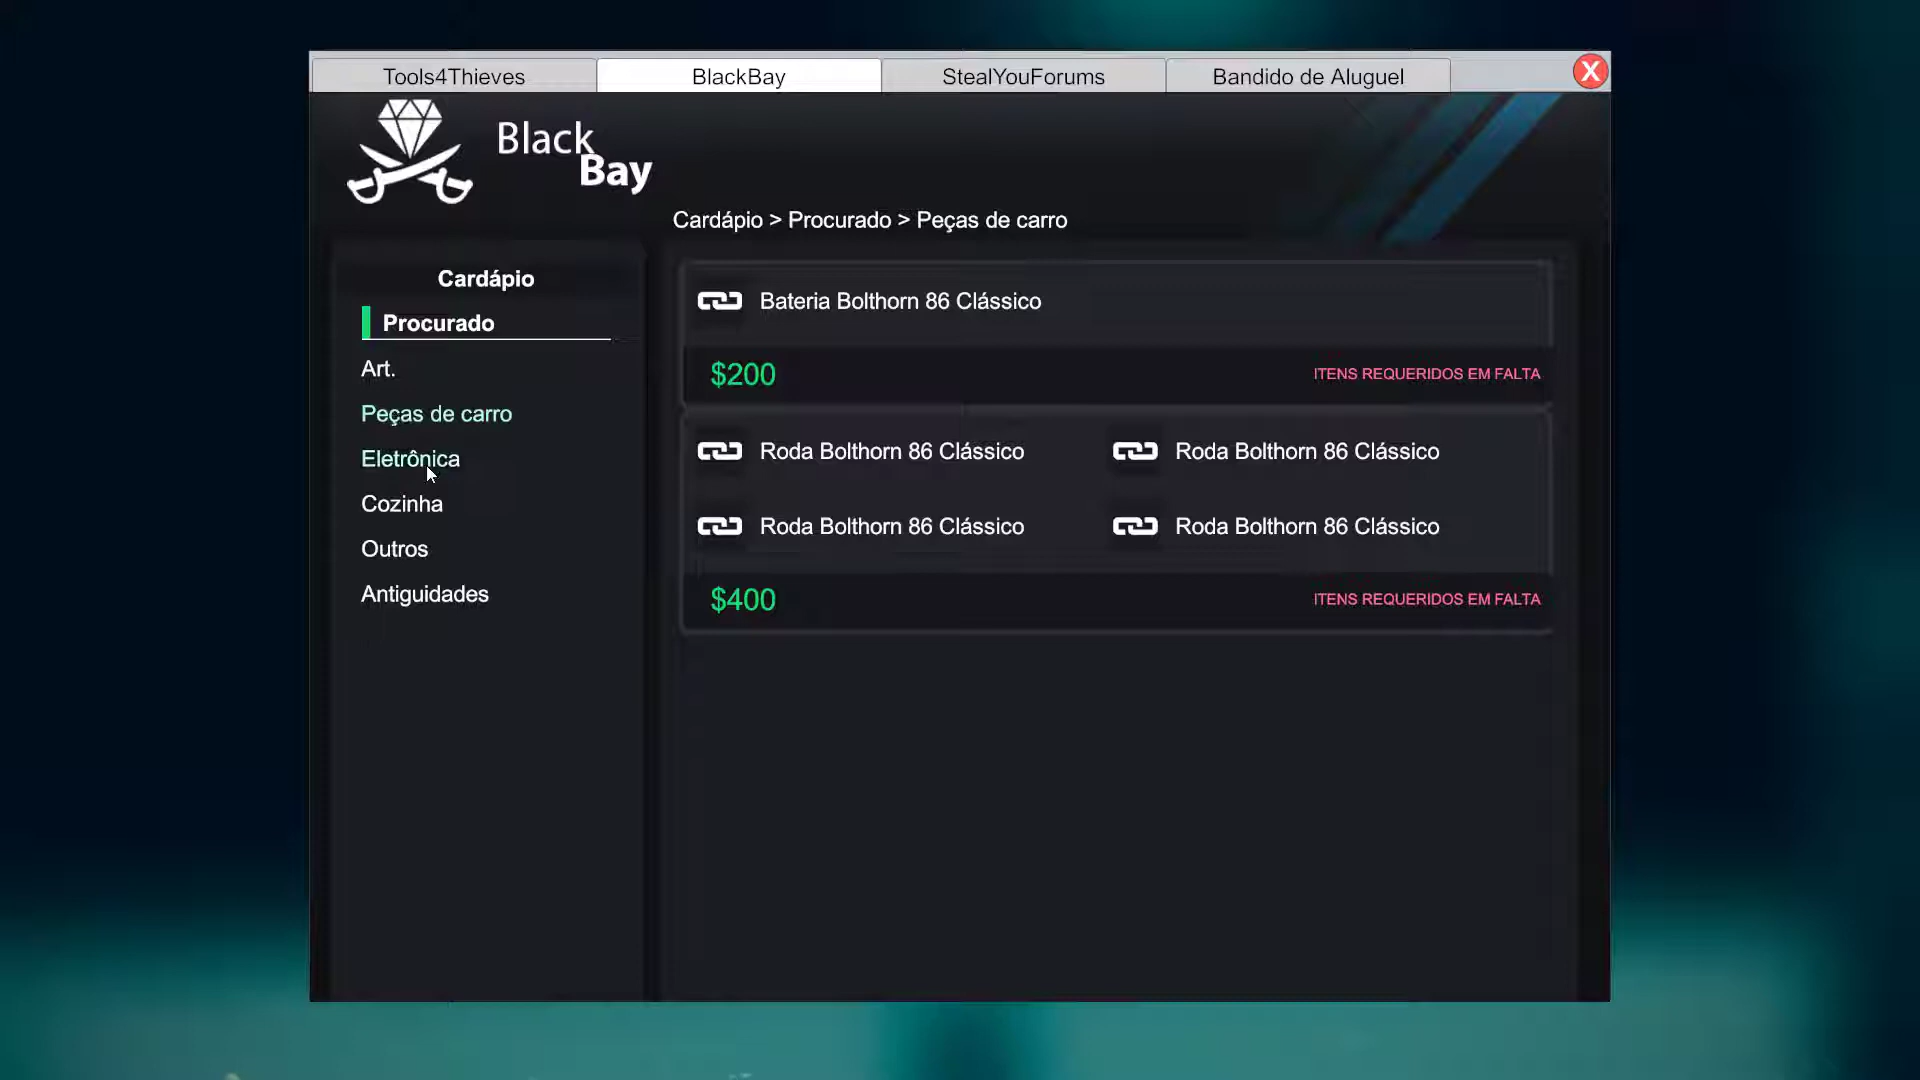 Tools4Thieves
BlackBay
StealYouForums
Bandido de Aluguel
X
Black
Bay
Cardápio > Procurado > Peças de carro
Cardápio
Procurado
Art.
Peças de carro
Eletrônica
Cozinha
Outros
Antiguidades
Bateria Bolthorn 86 Clássico
$200
ITENS REQUERIDOS EM FALTA
Roda Bolthorn 86 Clássico
Roda Bolthorn 86 Clássico
Roda Bolthorn 86 Clássico
Roda Bolthorn 86 Clássico
$400
ITENS REQUERIDOS EM FALTA